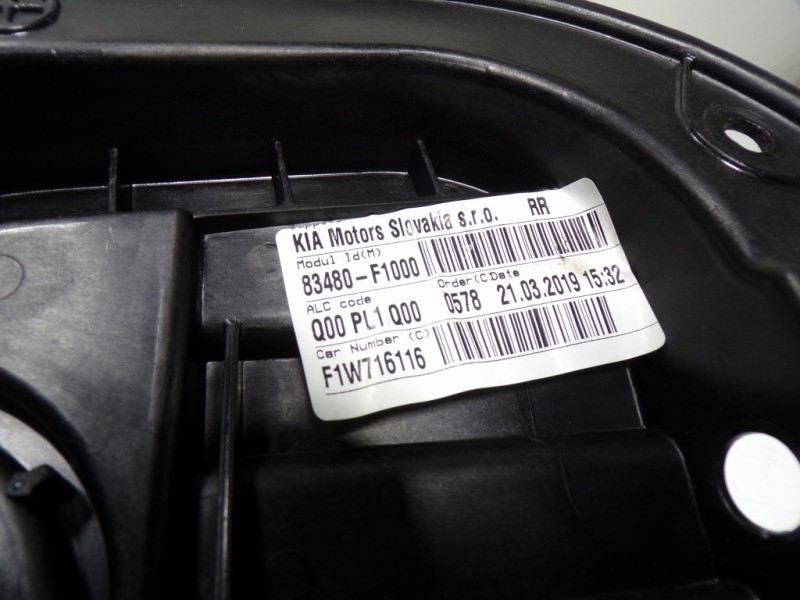 KIA Motors Slovakia s.r.o. RR
Modul Id(M)
83480-F1000
ALC code Order(C Date
Q00 PL1 Q00 0578 21.03.2019 15:32
Car Number (C)
F1W716116